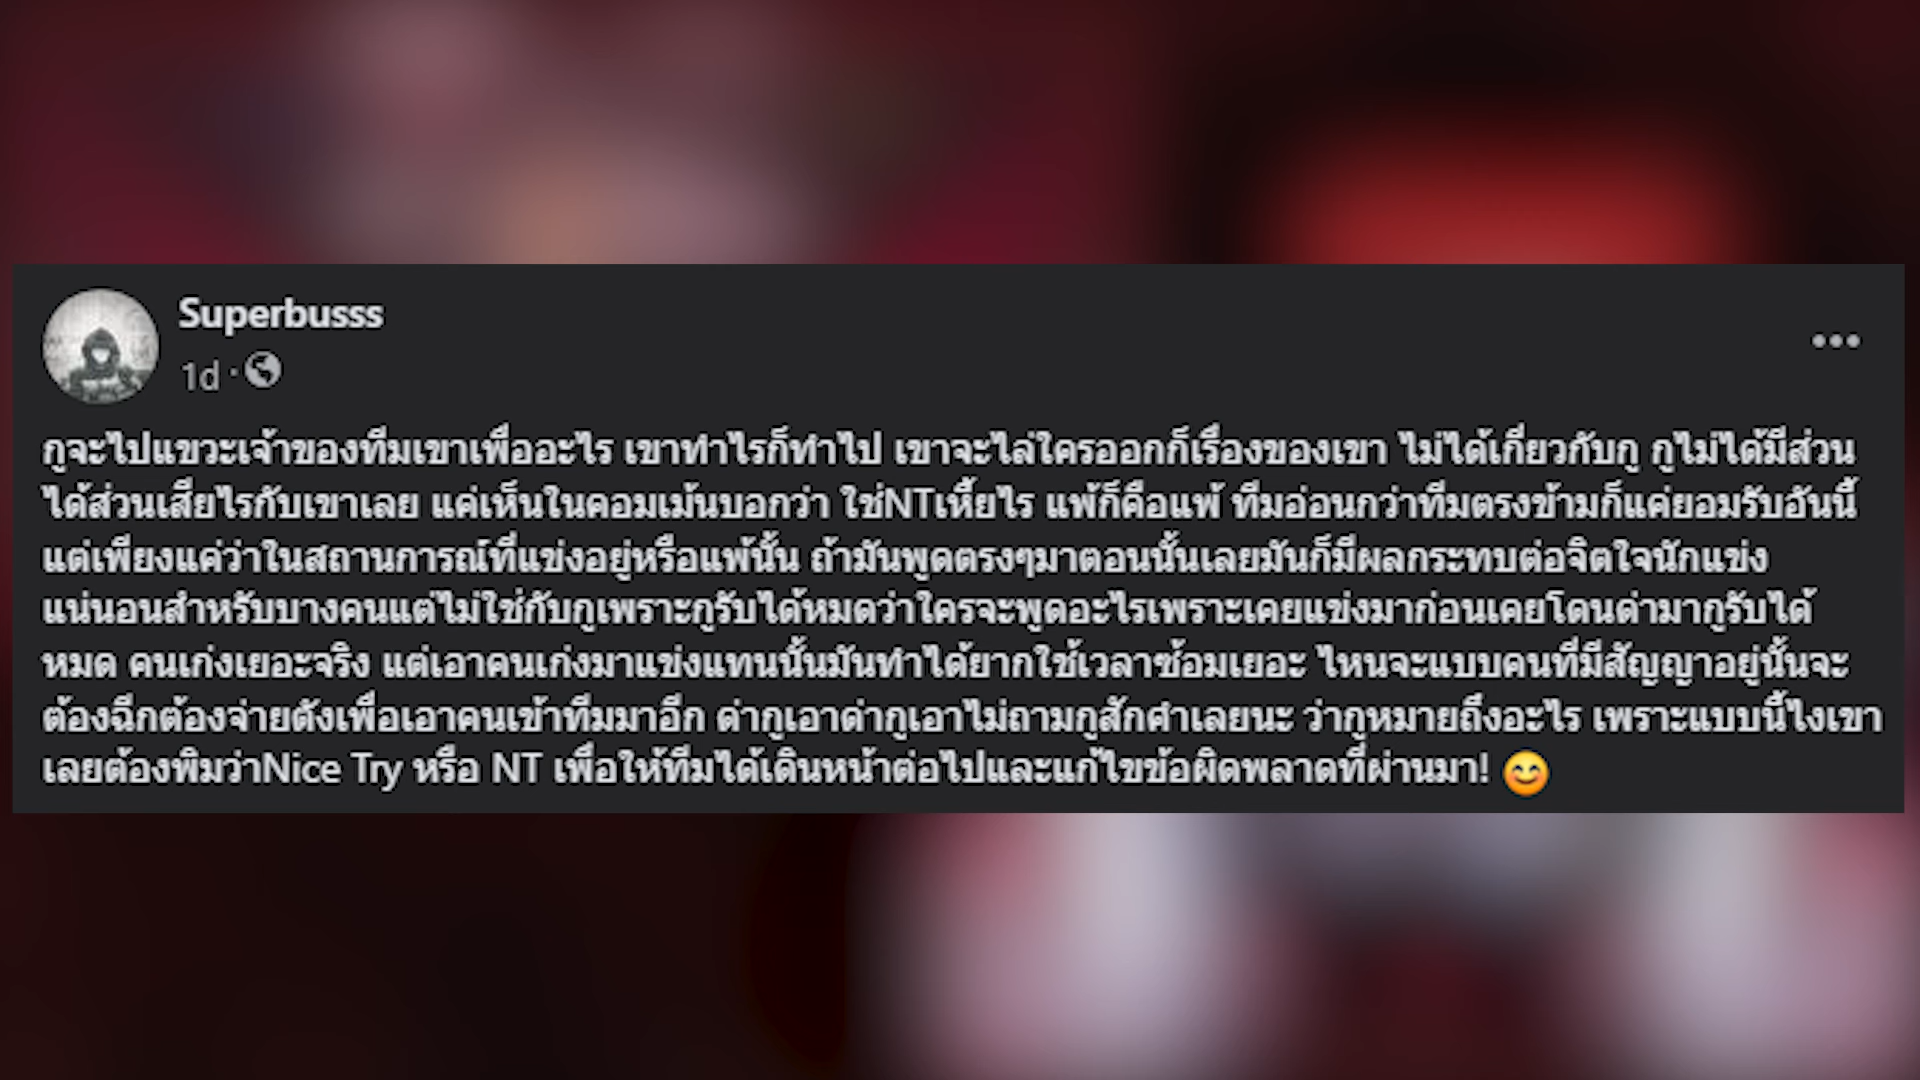 Superbusss
1d ·
กูจะไปแขวะเจ้าของทีมเขาเพื่ออะไร เขาทำไรก็ทำไป เขาจะไล่ใครออกก็เรื่องของเขา ไม่ได้เกี่ยวกับกู กูไม่ได้มีส่วน
ได้ส่วนเสียไรกับเขาเลย แค่เห็นในคอมเม้นบอกว่า ใช่NTเหี้ยไร แพ้ก็คือแพ้ ทีมอ่อนกว่าทีมตรงข้ามก็แค่ยอมรับอันนี้
แต่เพียงแค่ว่าในสถานการณ์ที่แข่งอยู่หรือแพ้นั้น ถ้ามันพูดตรงๆมาตอนนั้นเลยมันก็มีผลกระทบต่อจิตใจนักแข่ง
แน่นอนสำหรับบางคนแต่ไม่ใช่กับกูเพราะกูรับได้หมดว่าใครจะพูดอะไรเพราะเคยแข่งมาก่อนเคยโดนด่ามากูรับได้
หมด คนเก่งเยอะจริง แต่เอาคนเก่งมาแข่งแทนนั้นมันทำได้ยากใช้เวลาซ้อมเยอะ ไหนจะแบบคนที่มีสัญญาอยู่นั้นจะ
ต้องฉีกต้องจ่ายตังเพื่อเอาคนเข้าทีมมาอีก ด่ากูเอาด่ากูเอาไม่ถามกูสักคำเลยนะ ว่ากูหมายถึงอะไร เพราะแบบนี้ไงเขา
เลยต้องพิมว่าNice Try หรือ NT เพื่อให้ทีมได้เดินหน้าต่อไปและแก้ไขข้อผิดพลาดที่ผ่านมา! 😊